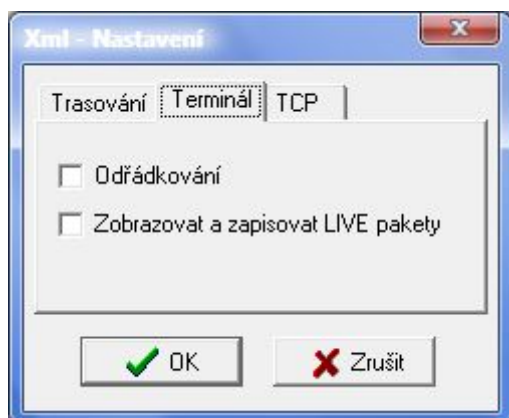 Xml - Nastavení
Trasování Terminál TCP
Odřádkování
Zobrazovat a zapisovat LIVE pakety
OK Zrušit